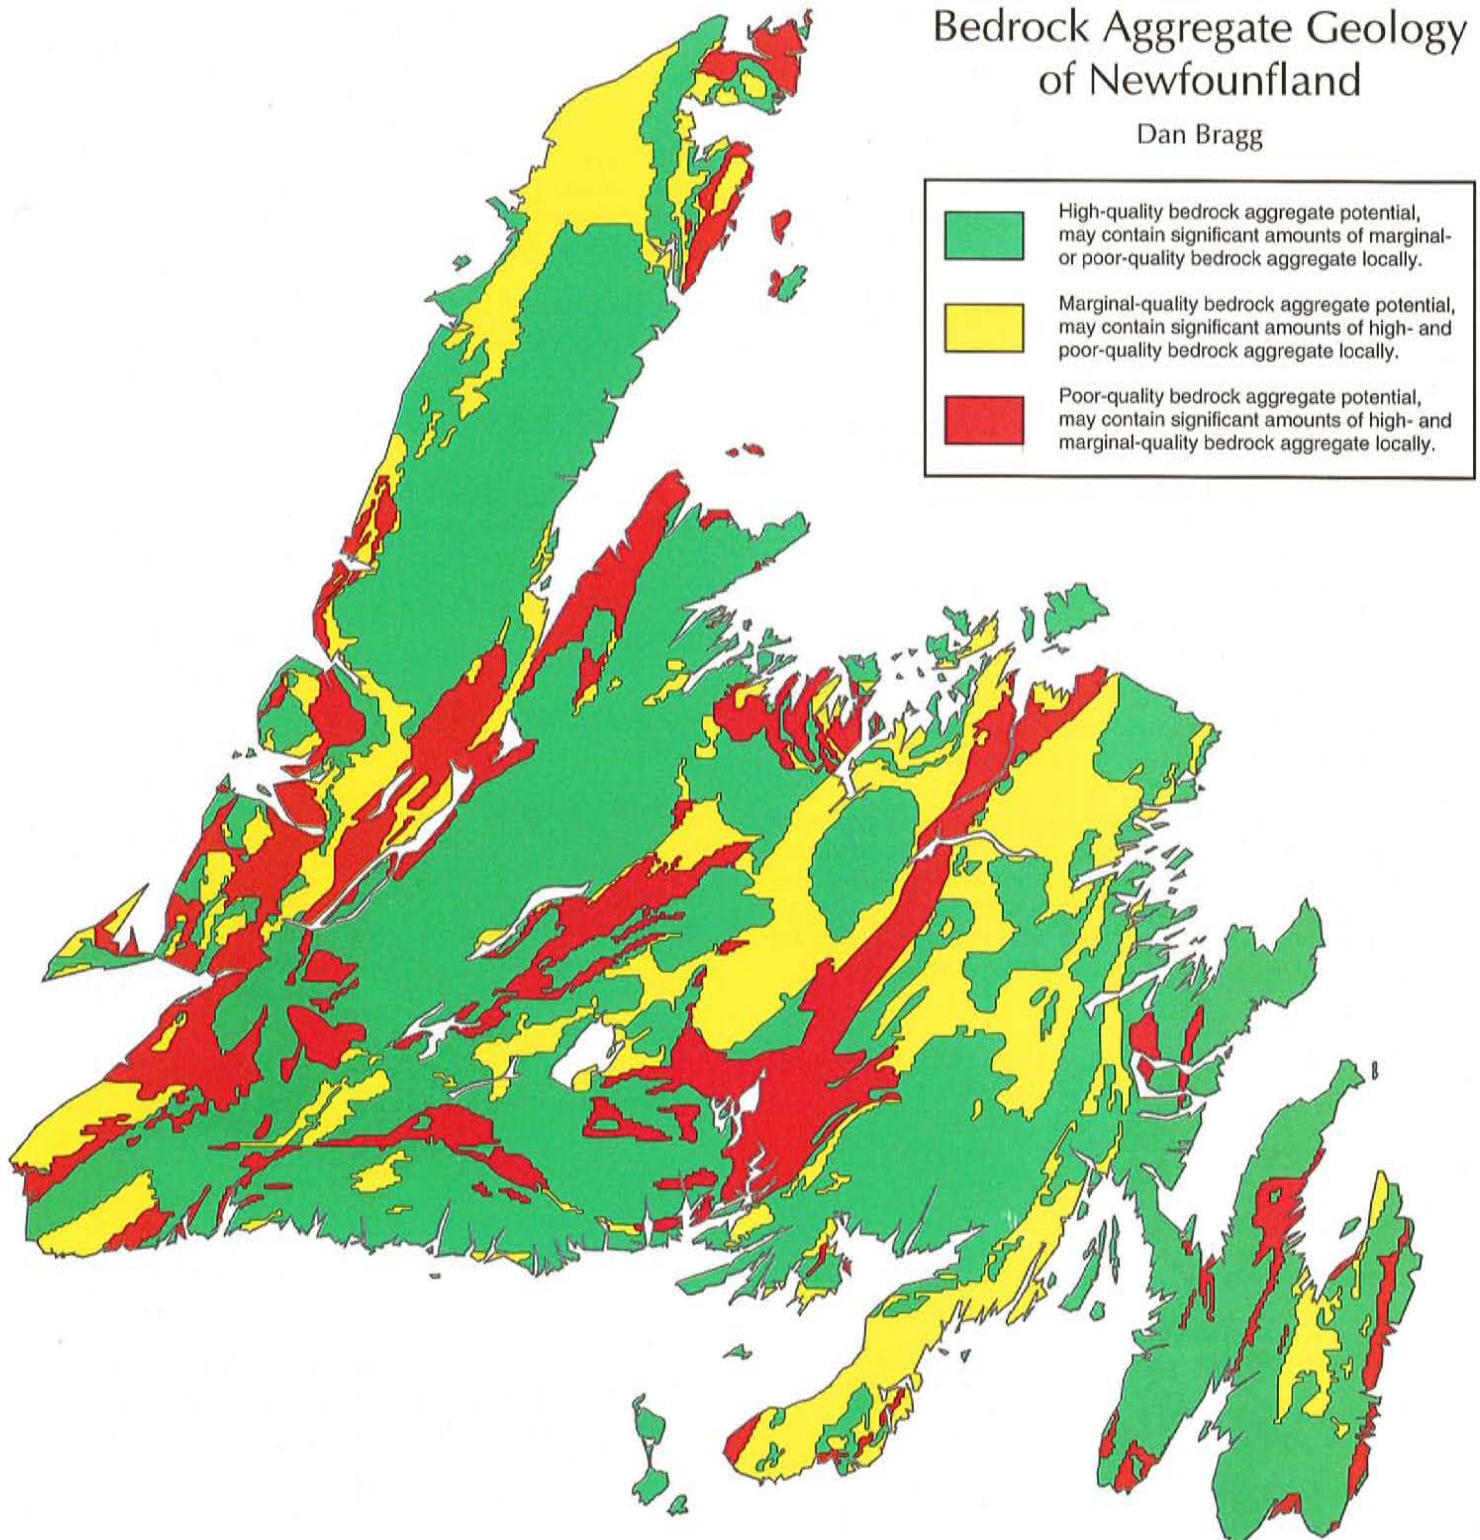 Bedrock Aggregate Geology
of Newfounfland
Dan Bragg
High-quality bedrock aggregate potential,
may contain significant amounts of marginal-
or poor-quality bedrock aggregate locally.
Marginal-quality bedrock aggregate potential,
may contain significant amounts of high- and
poor-quality bedrock aggregate locally.
Poor-quality bedrock aggregate potential,
may contain significant amounts of high- and
marginal-quality bedrock aggregate locally.